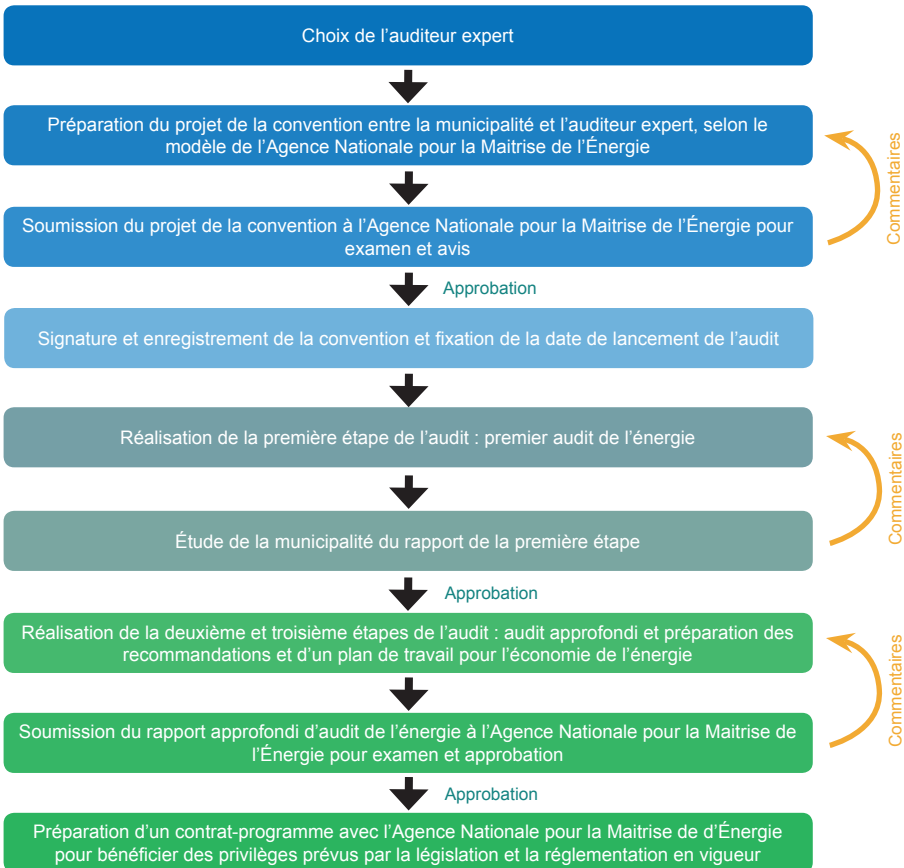 Choix de l’auditeur expert
Préparation du projet de la convention entre la municipalité et l’auditeur expert, selon le
modèle de l’Agence Nationale pour la Maitrise de l’Énergie
Commentaires
Soumission du projet de la convention à l’Agence Nationale pour la Maitrise de l’Énergie pour
examen et avis
Approbation
Signature et enregistrement de la convention et fixation de la date de lancement de l’audit
Réalisation de la première étape de l’audit : premier audit de l’énergie
Commentaires
Étude de la municipalité du rapport de la première étape
Approbation
Réalisation de la deuxième et troisième étapes de l’audit : audit approfondi et préparation des
recommandations et d’un plan de travail pour l’économie de l’énergie
Commentaires
Soumission du rapport approfondi d’audit de l’énergie à l’Agence Nationale pour la Maitrise de
l’Énergie pour examen et approbation
Approbation
Préparation d’un contrat-programme avec l’Agence Nationale pour la Maitrise de d’Énergie
pour bénéficier des privilèges prévus par la législation et la réglementation en vigueur